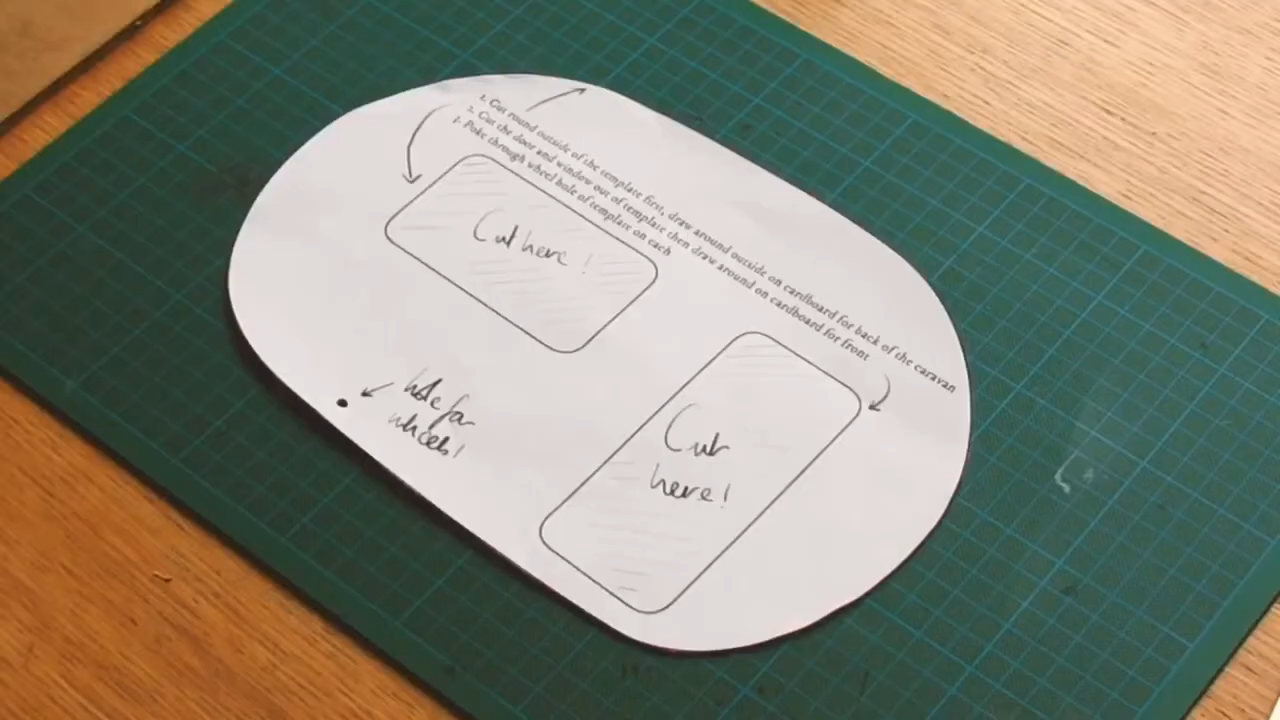 1. Cut round outside of the template first, draw around outside on cardboard for back of the caravan
2. Cut the door and window out of template then draw around on cardboard for front
3. Poke through wheel hole of template on each
Cut here!
Cut
here!
hole for
wheels!